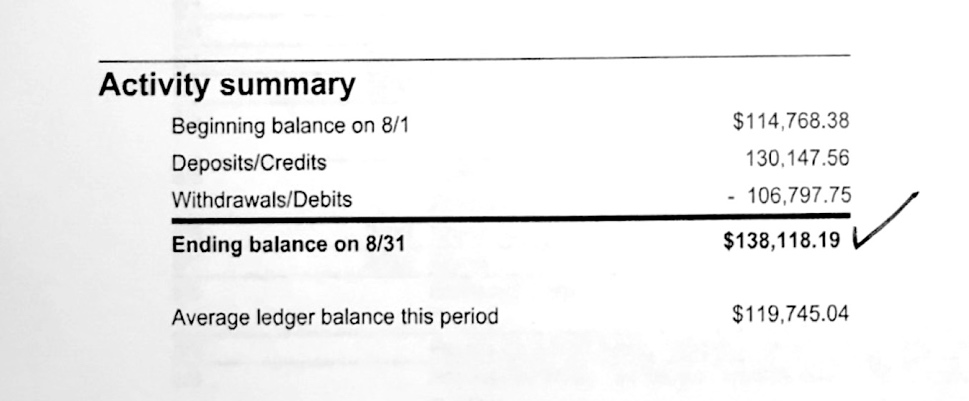 Activity summary
Beginning balance on 8/1 $114,768.38
Deposits/Credits 130,147.56
Withdrawals/Debits - 106,797.75
Ending balance on 8/31 $138,118.19
Average ledger balance this period $119,745.04